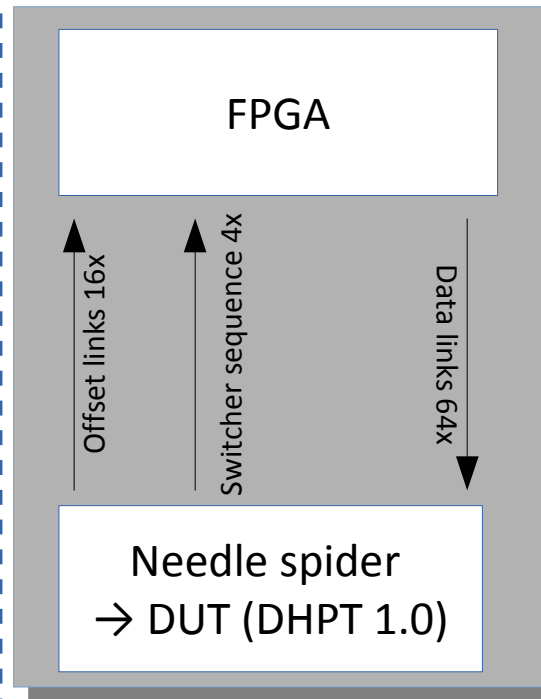 FPGA
Offset links 16x
Switcher sequence 4x
Data links 64x
Needle spider
→ DUT (DHPT 1.0)